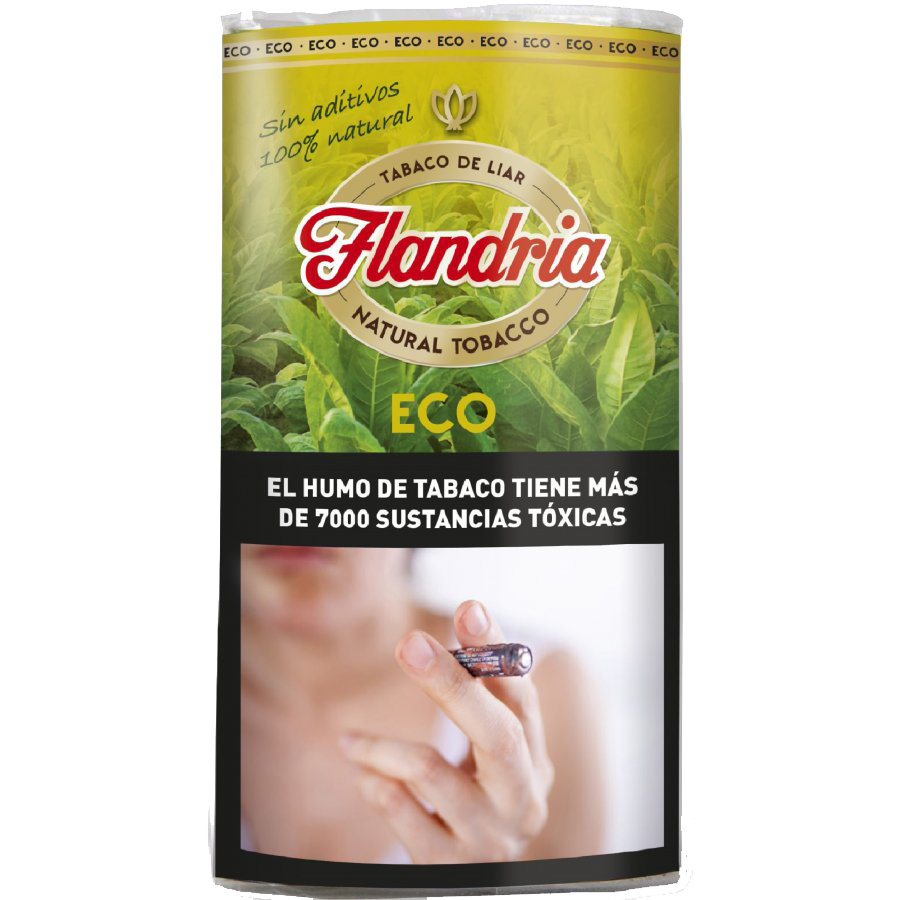 ECO · ECO · ECO · ECO · ECO · ECO · ECO · ECO · ECO · ECO · ECO
Sin aditivos
100% natural
TABACO DE LIAR
Flandria
NATURAL TOBACCO
ECO
EL HUMO DE TABACO TIENE MÁS
DE 7000 SUSTANCIAS TÓXICAS